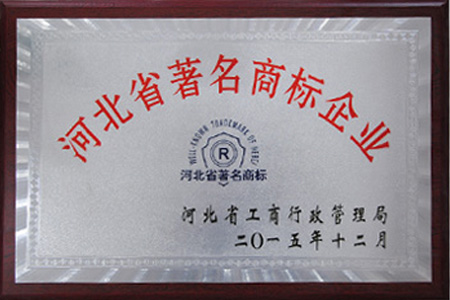 河北省著名商标企业
WELL-KNOWN TRADEMARK OF HEBEI
R
河北省著名商标
河北省工商行政管理局
二〇一五年十二月